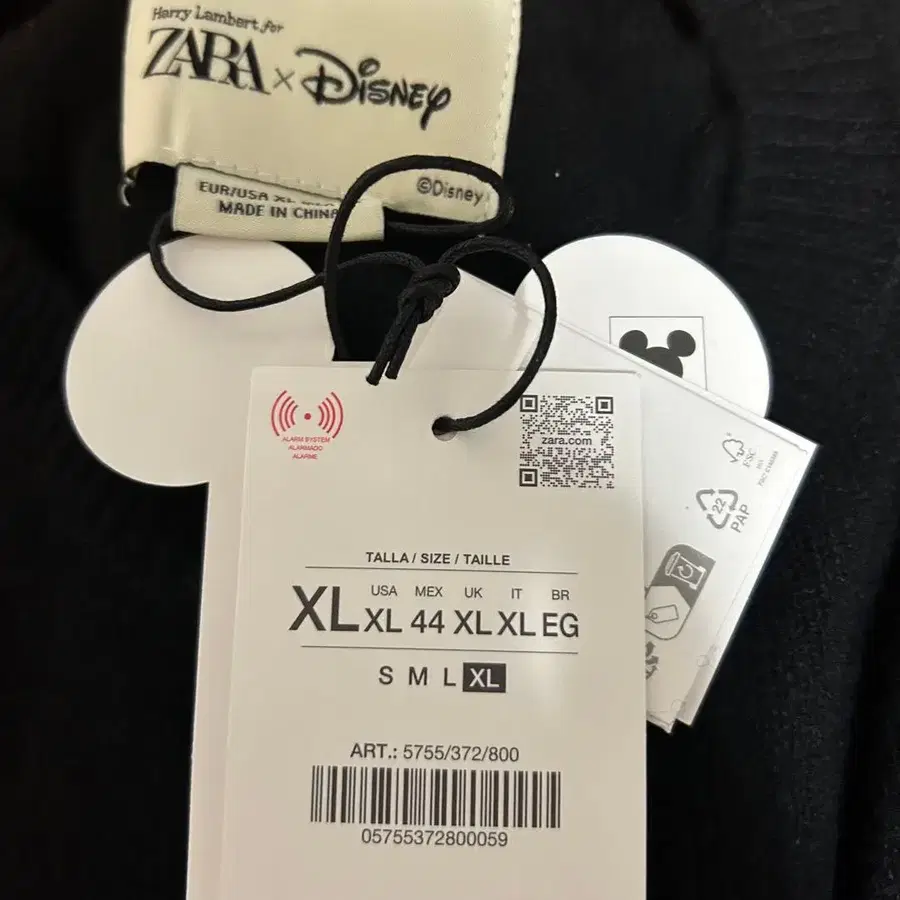 Harry Lambert for
ZARA × Disney
©Disney
EUR/USA XL
MADE IN CHINA
ALARM SYSTEM
ALARMADO
ALARME
zara.com
FSC
22
PAP
TALLA / SIZE / TAILLE
USA MEX UK IT BR
XL XL 44 XL XL EG
S M L XL
ART.: 5755/372/800
05755372800059